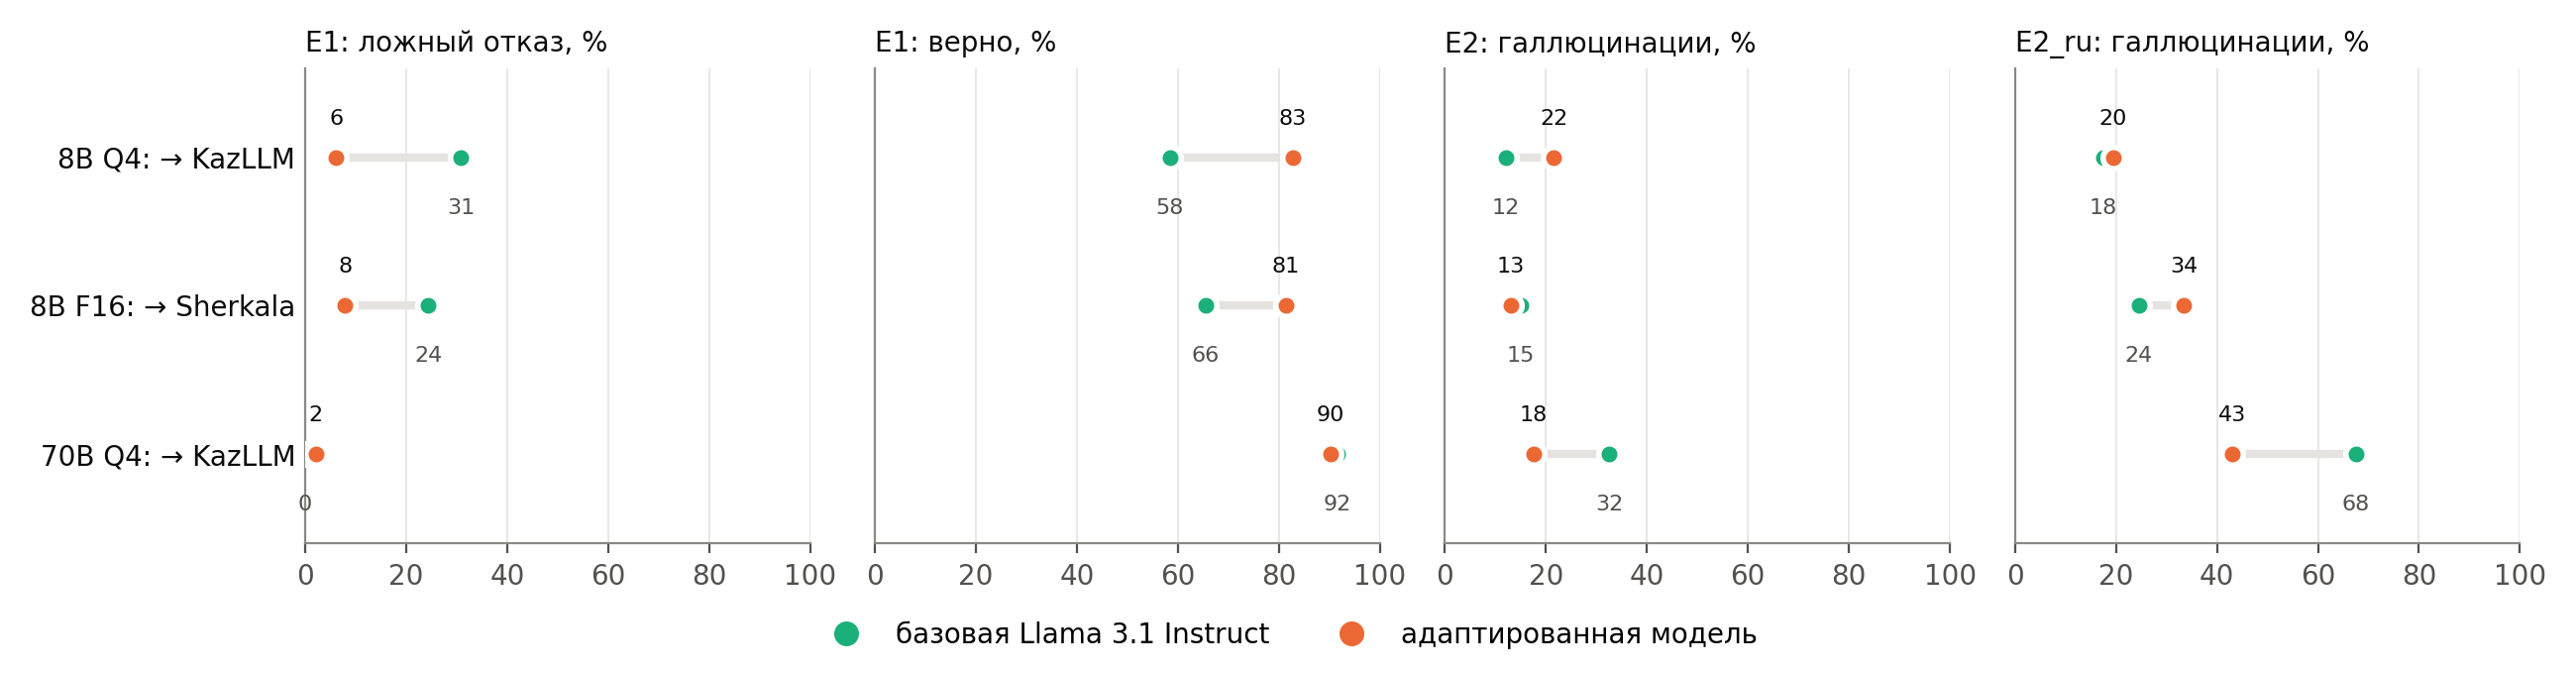 E1: ложный отказ, %
E1: верно, %
E2: галлюцинации, %
E2_ru: галлюцинации, %
6
83
22
20
8B Q4: → KazLLM
31
58
12
18
8
81
13
34
8B F16: → Sherkala
24
66
15
24
2
90
18
43
70B Q4: → KazLLM
0
92
32
68
0 20 40 60 80 100
0 20 40 60 80 100
0 20 40 60 80 100
0 20 40 60 80 100
базовая Llama 3.1 Instruct
адаптированная модель